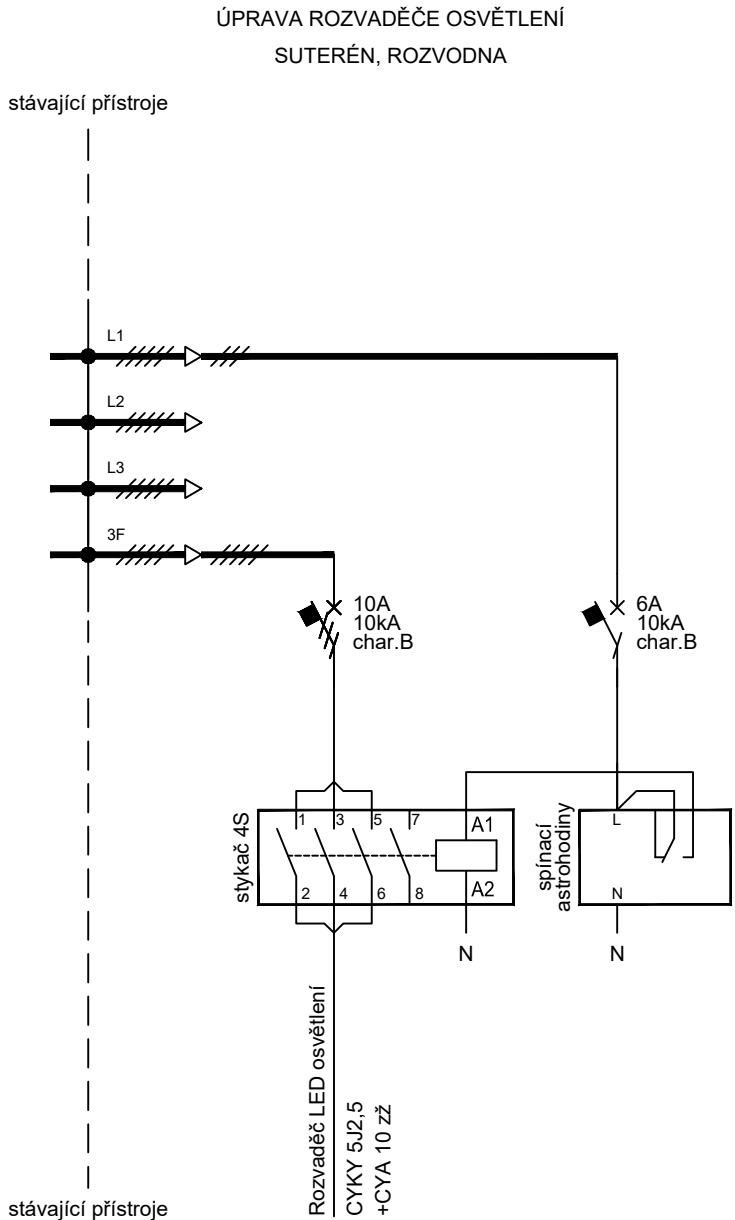 ÚPRAVA ROZVADĚČE OSVĚTLENÍ
SUTERÉN, ROZVODNA
stávající přístroje
L1
L2
L3
3F
10A
10kA
char.B
6A
10kA
char.B
stykač 4S
1
3
5
7
A1
2
4
6
8
A2
N
spínací
astrohodiny
L
N
N
Rozvaděč LED osvětlení
CYKY 5J2,5
+CYA 10 zž
stávající přístroje